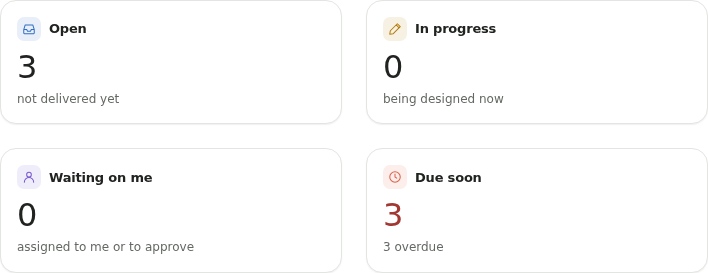 Open
3
not delivered yet
In progress
0
being designed now
Waiting on me
0
assigned to me or to approve
Due soon
3
3 overdue